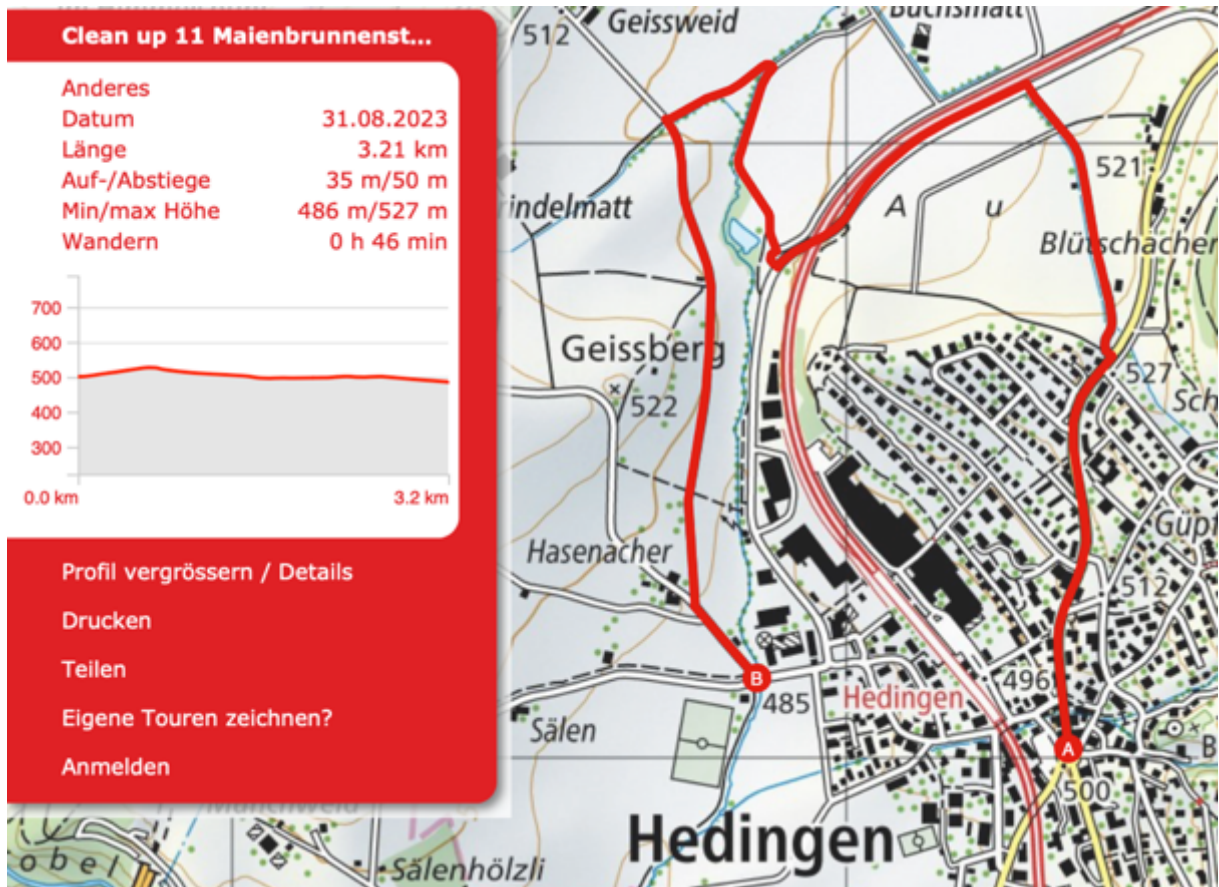 Clean up 11 Maienbrunnenst...
Anderes
Datum 31.08.2023
Länge 3.21 km
Auf-/Abstiege 35 m/50 m
Min/max Höhe 486 m/527 m
Wandern 0 h 46 min
700
600
500
400
300
0.0 km 3.2 km
Profil vergrössern / Details
Drucken
Teilen
Eigene Touren zeichnen?
Anmelden
512
Geissweid
Buchsmatt
521
rindelmatt
A u
Blütschacher
Geissberg
522
527
Sch
Hasenacher
Güpf
512
B
485
Hedingen
496
Sälen
A
B
500
Hedingen
obel
Sälenhölzli